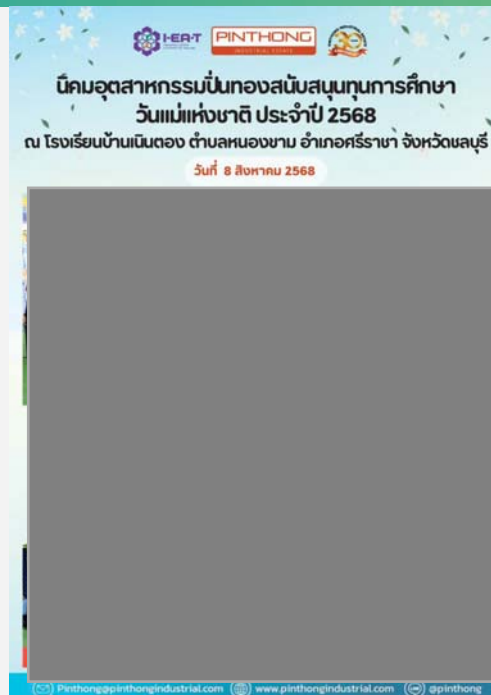 I-EA-T
PINTHONG
INDUSTRIAL ESTATE
นิคมอุตสาหกรรมปิ่นทองสนับสนุนทุนการศึกษา
วันแม่แห่งชาติ ประจำปี 2568
ณ โรงเรียนบ้านเนินตอง ตำบลหนองขาม อำเภอศรีราชา จังหวัดชลบุรี
วันที่ 8 สิงหาคม 2568
Pinthong@pinthongindustrial.com www.pinthongindustrial.com @pinthong